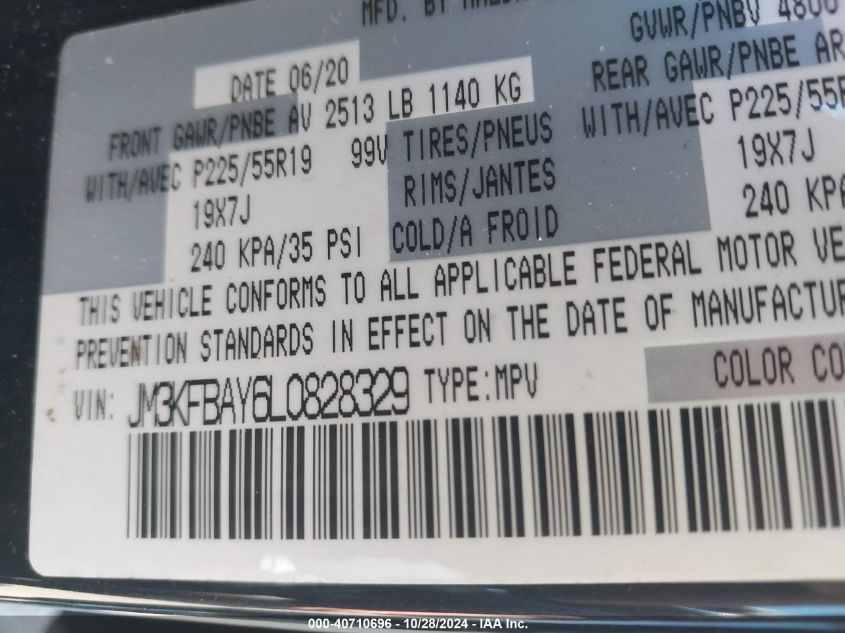 MFD. BY
GVWR/PNBV 4806
DATE 06/20
REAR GAWR/PNBE AR
FRONT GAWR/PNBE AV 2513 LB 1140 KG
WITH/AVEC P225/55R
WITH/AVEC P225/55R19 99V TIRES/PNEUS
19X7J
19X7J RIMS/JANTES
240 KPA
240 KPA/35 PSI COLD/A FROID
THIS VEHICLE CONFORMS TO ALL APPLICABLE FEDERAL MOTOR VE
PREVENTION STANDARDS IN EFFECT ON THE DATE OF MANUFACTUR
VIN: JM3KFBAY6L0828329 TYPE:MPV
COLOR CO
000-40710696 - 10/28/2024 - IAA Inc.